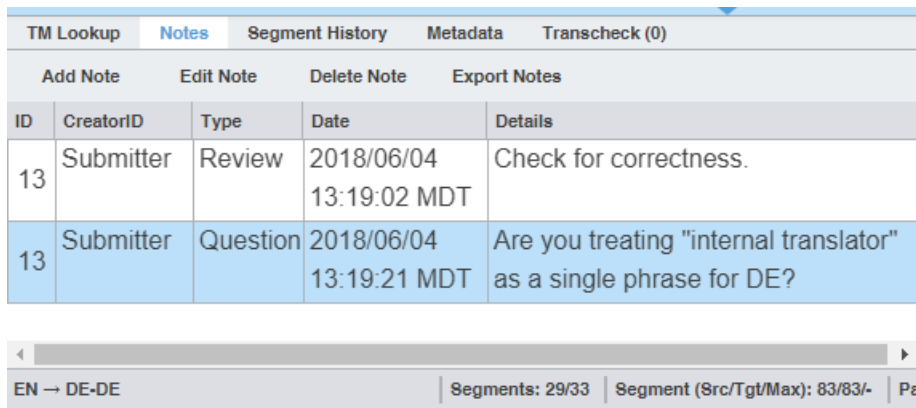 TM Lookup Notes Segment History Metadata Transcheck (0)
Add Note Edit Note Delete Note Export Notes
ID CreatorID Type Date Details
13 Submitter Review 2018/06/04 13:19:02 MDT Check for correctness.
13 Submitter Question 2018/06/04 13:19:21 MDT Are you treating "internal translator" as a single phrase for DE?
EN → DE-DE Segments: 29/33 Segment (Src/Tgt/Max): 83/83/-